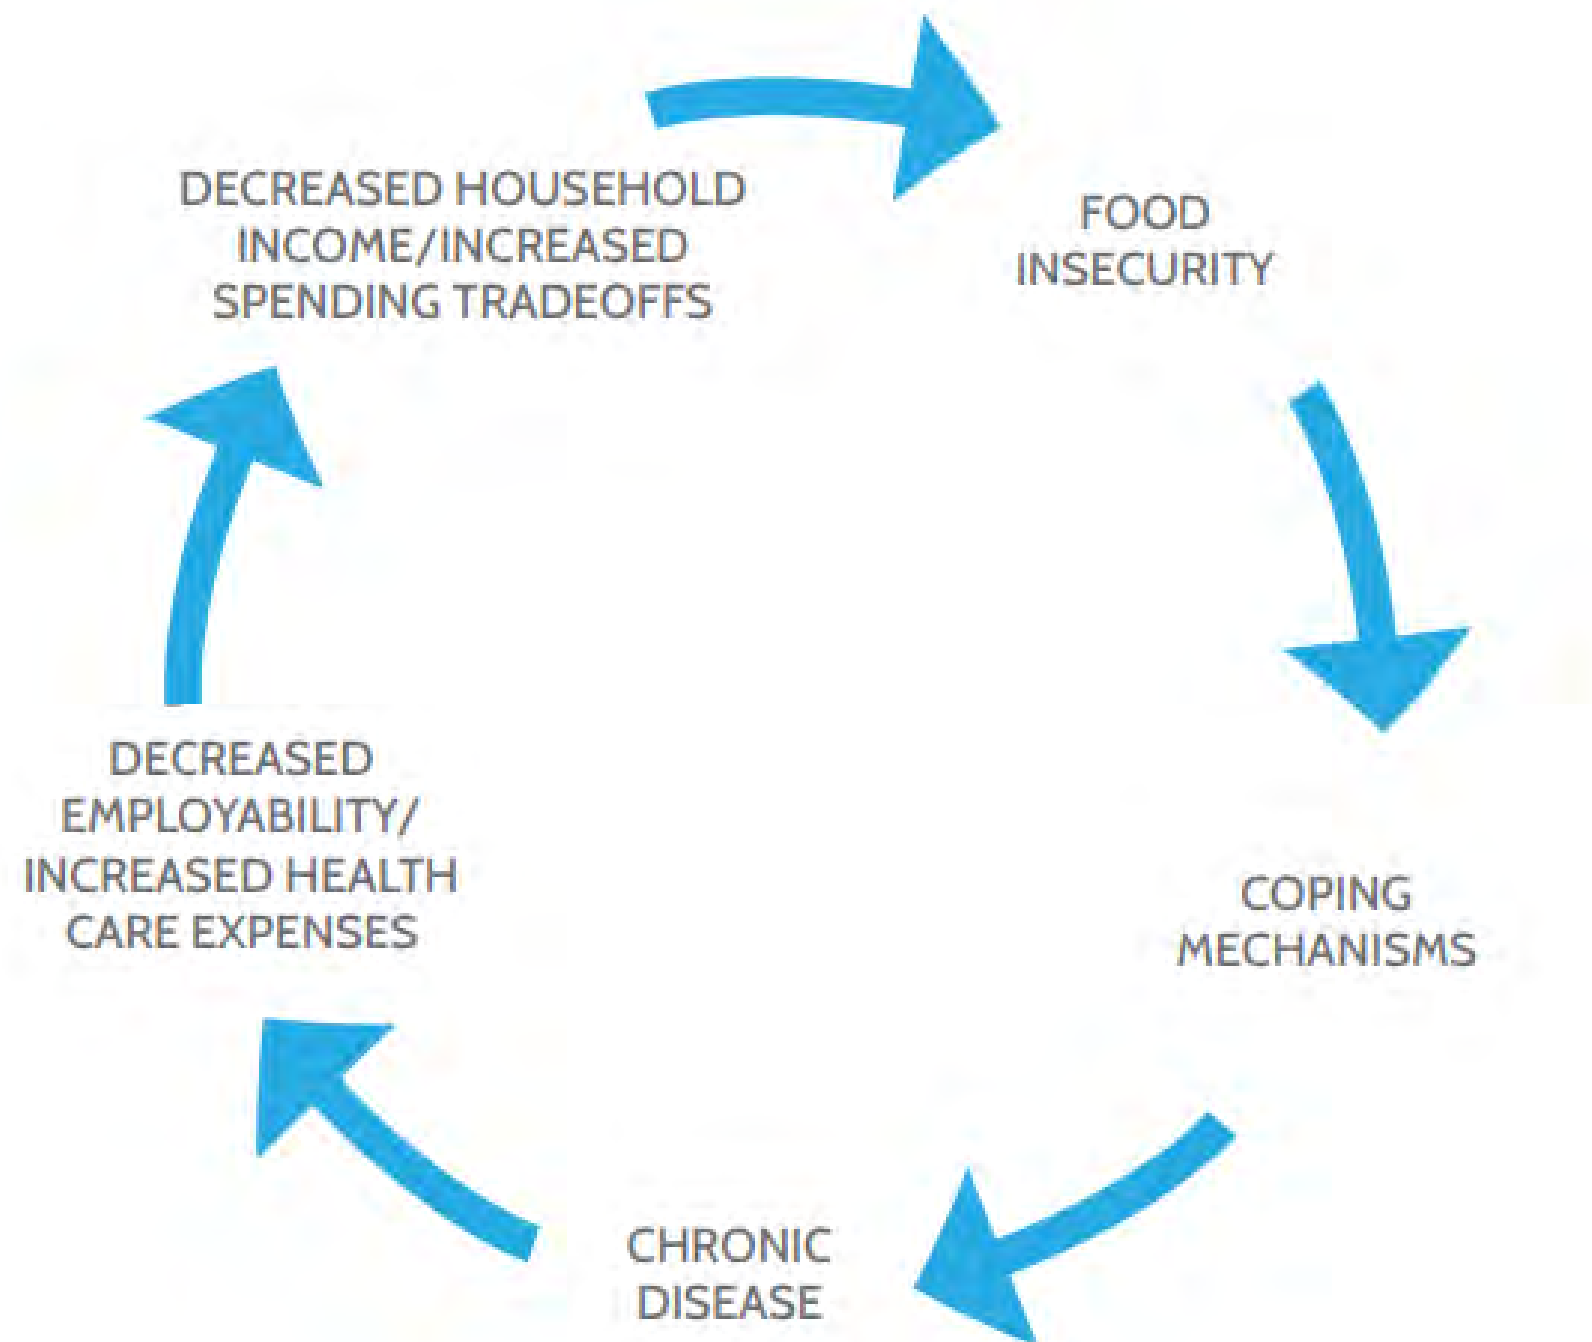 DECREASED HOUSEHOLD
INCOME/INCREASED
SPENDING TRADEOFFS
FOOD
INSECURITY
COPING
MECHANISMS
CHRONIC
DISEASE
DECREASED
EMPLOYABILITY/
INCREASED HEALTH
CARE EXPENSES